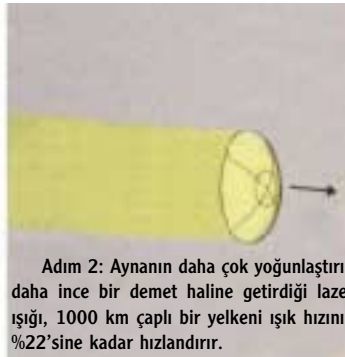 Adım 2: Aynanın daha çok yoğunlaştırı
daha ince bir demet haline getirdiği laze
ışığı, 1000 km çaplı bir yelkeni ışık hızını
%22'sine kadar hızlandırır.